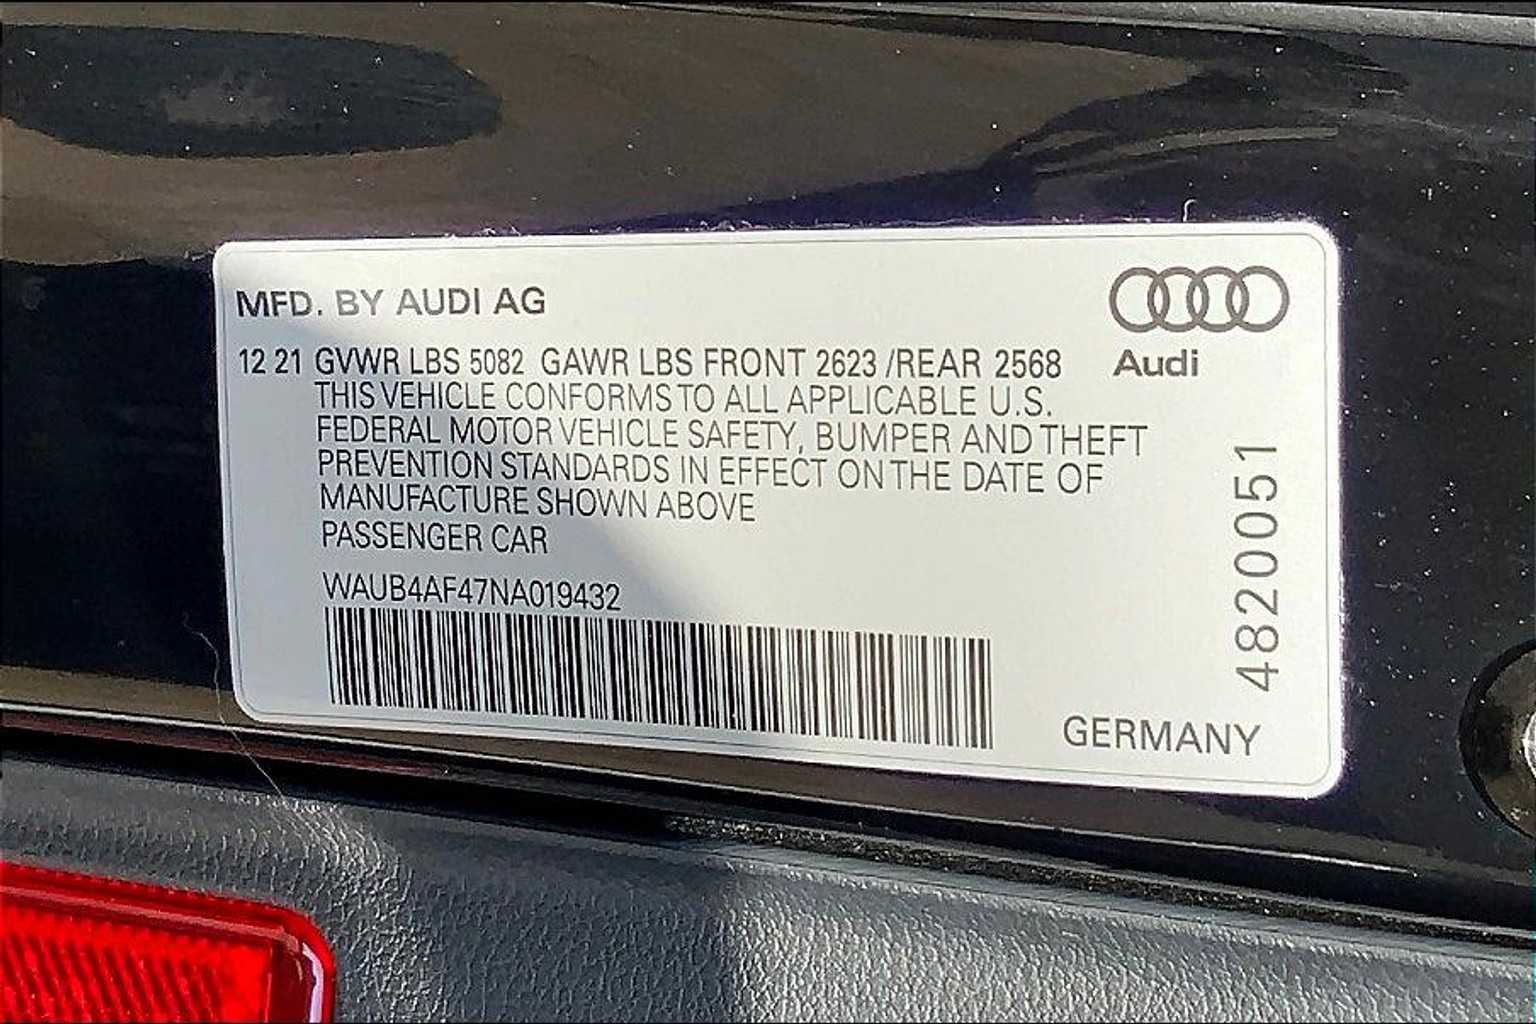 MFD. BY AUDI AG
Audi
12 21 GVWR LBS 5082 GAWR LBS FRONT 2623 /REAR 2568
THIS VEHICLE CONFORMS TO ALL APPLICABLE U.S.
FEDERAL MOTOR VEHICLE SAFETY, BUMPER AND THEFT
PREVENTION STANDARDS IN EFFECT ON THE DATE OF
MANUFACTURE SHOWN ABOVE
PASSENGER CAR
WAUB4AF47NA019432
4820051
GERMANY